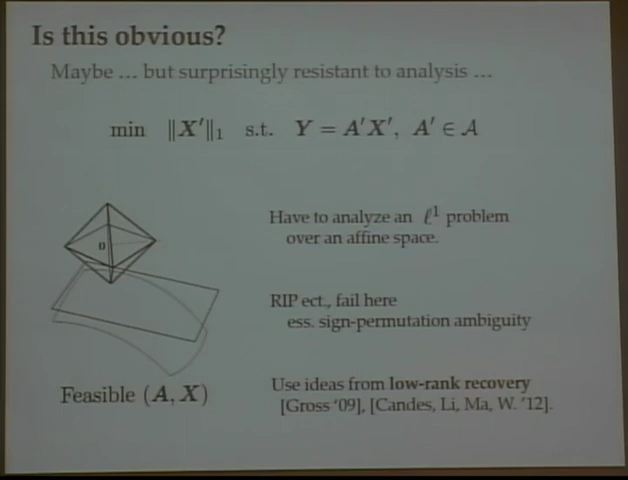 Is this obvious?
Maybe ... but surprisingly resistant to analysis ...
min ‖X′‖₁ s.t. Y = A′X′, A′ ∈ 𝒜
Have to analyze an ℓ¹ problem
over an affine space.
0
RIP ect., fail here
ess. sign-permutation ambiguity
Feasible (A, X)
Use ideas from low-rank recovery
[Gross '09], [Candes, Li, Ma, W. '12].